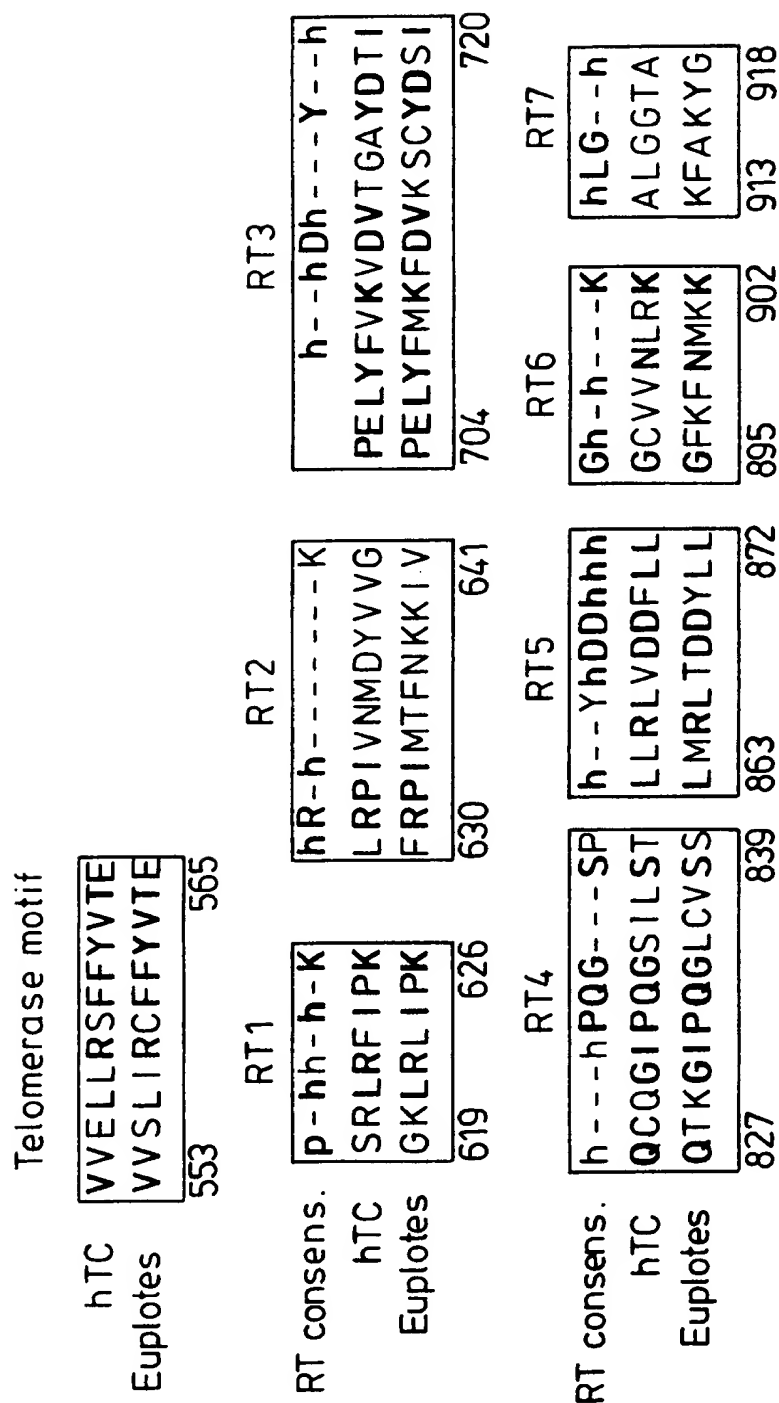 Telomerase motif
hTC VVELLRSFFYVTE
Euplotes VVSLIRCFFYVTE
553 565
RT1 RT2 RT3
RT consens. p-hh-h-K hR-h--------K h--hDh---Y--h
hTC SRLRFIPK LRPIVNMDYVVG PELYFVKVDVTGAYDTI
Euplotes GKLRLIPK FRPIMTFNKKIV PELYFMKFDVKSCYDSI
619 626 630 641 704 720
RT4 RT5 RT6 RT7
RT consens. h----hPQG---SP h--YhDDhhh Gh-h---K hLG--h
hTC QCQGIPQGSILST LLRLVDDFLL GCVVNLRK ALGGTA
Euplotes QTKGIPQGLCVSS LMRLTDDYLL GFKFNMKK KFAKYG
827 839 863 872 895 902 913 918